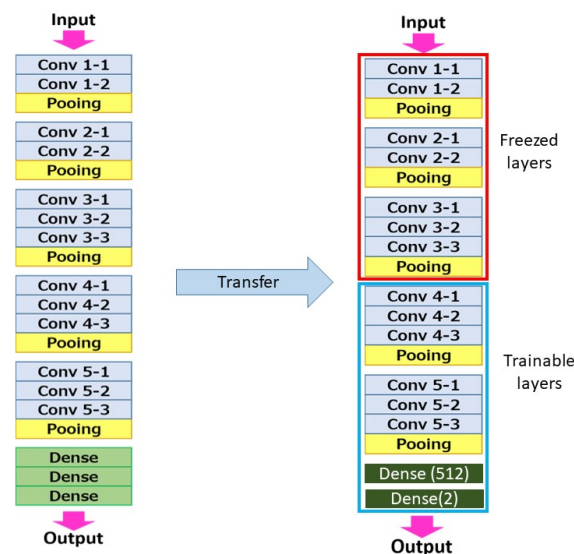 Input
Conv 1-1
Conv 1-2
Pooing
Conv 2-1
Conv 2-2
Pooing
Conv 3-1
Conv 3-2
Conv 3-3
Pooing
Conv 4-1
Conv 4-2
Conv 4-3
Pooing
Conv 5-1
Conv 5-2
Conv 5-3
Pooing
Dense
Dense
Dense
Output
Transfer
Input
Conv 1-1
Conv 1-2
Pooing
Conv 2-1
Conv 2-2
Pooing
Conv 3-1
Conv 3-2
Conv 3-3
Pooing
Freezed
layers
Conv 4-1
Conv 4-2
Conv 4-3
Pooing
Conv 5-1
Conv 5-2
Conv 5-3
Pooing
Dense (512)
Dense(2)
Trainable
layers
Output